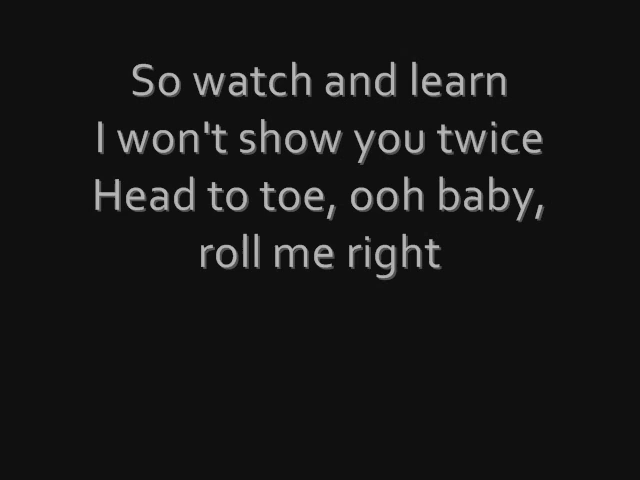 So watch and learn
I won't show you twice
Head to toe, ooh baby,
roll me right